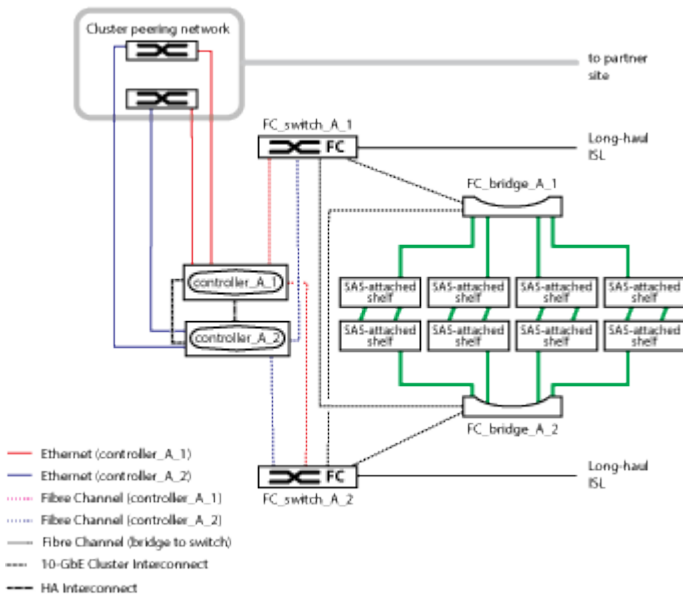 Cluster peering network
to partner
site
FC_switch_A_1
FC
Long-haul
ISL
FC_bridge_A_1
controller_A_1
controller_A_2
SAS-attached
shelf
SAS-attached
shelf
SAS-attached
shelf
SAS-attached
shelf
SAS-attached
shelf
SAS-attached
shelf
SAS-attached
shelf
SAS-attached
shelf
FC_bridge_A_2
FC
FC_switch_A_2
Long-haul
ISL
Ethernet (controller_A_1)
Ethernet (controller_A_2)
Fibre Channel (controller_A_1)
Fibre Channel (controller_A_2)
Fibre Channel (bridge to switch)
10-GbE Cluster Interconnect
HA Interconnect